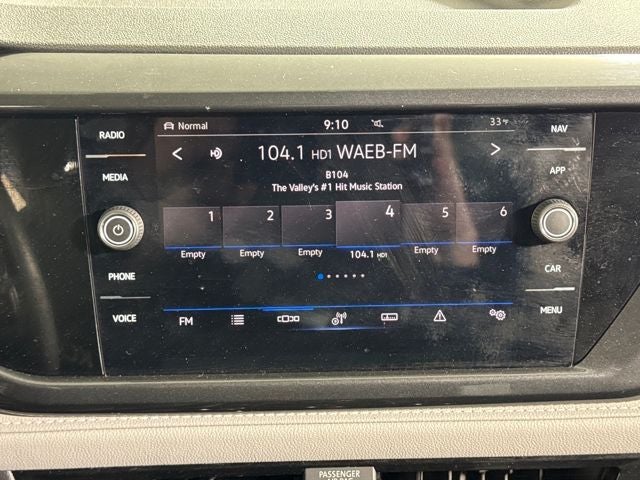 RADIO
MEDIA
PHONE
VOICE
Normal 9:10 33°F
104.1 HD1 WAEB-FM
B104
The Valley's #1 Hit Music Station
1 2 3 4 5 6
Empty Empty Empty 104.1 HD1 Empty Empty
FM
NAV
APP
CAR
MENU
PASSENGER
AIR BAG